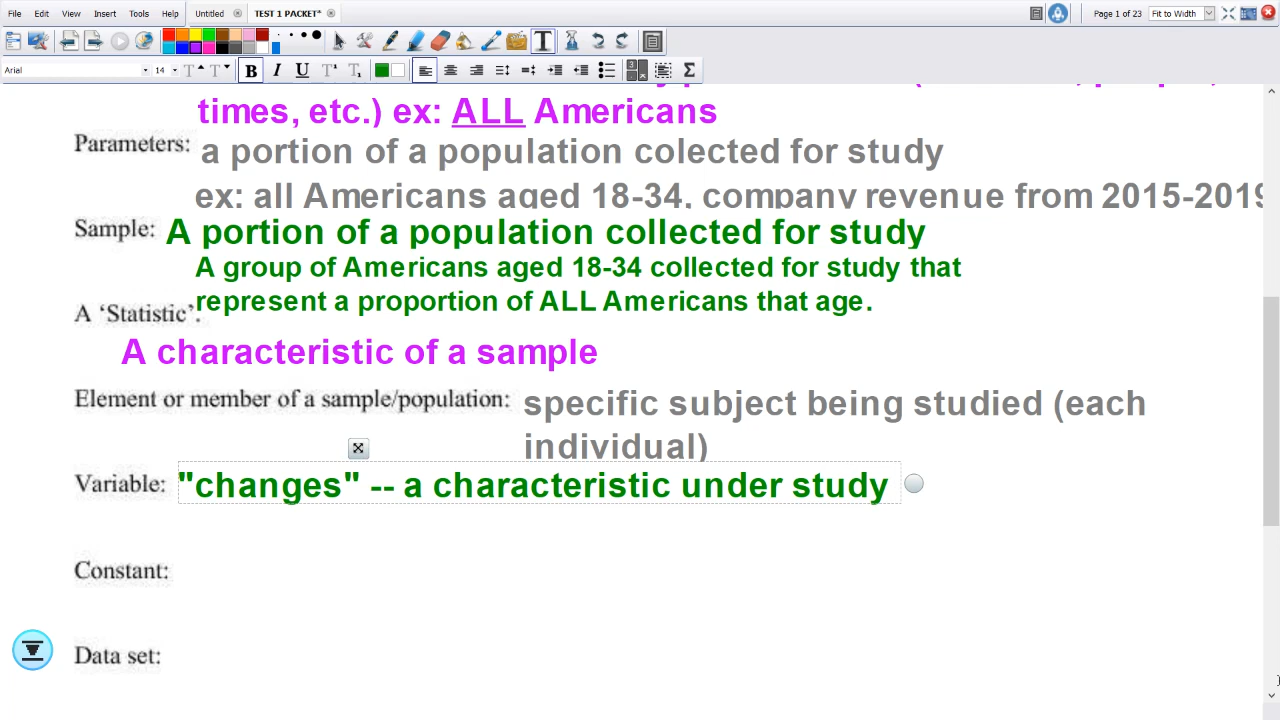 File Edit View Insert Tools Help Untitled TEST 1 PACKET* Page 1 of 23 Fit to Width
Arial 14 B I U
times, etc.) ex: ALL Americans
Parameters: a portion of a population colected for study
ex: all Americans aged 18-34, company revenue from 2015-2019
Sample: A portion of a population collected for study
A group of Americans aged 18-34 collected for study that
represent a proportion of ALL Americans that age.
A ‘Statistic’:
A characteristic of a sample
Element or member of a sample/population: specific subject being studied (each
individual)
Variable: "changes" -- a characteristic under study
Constant:
Data set: